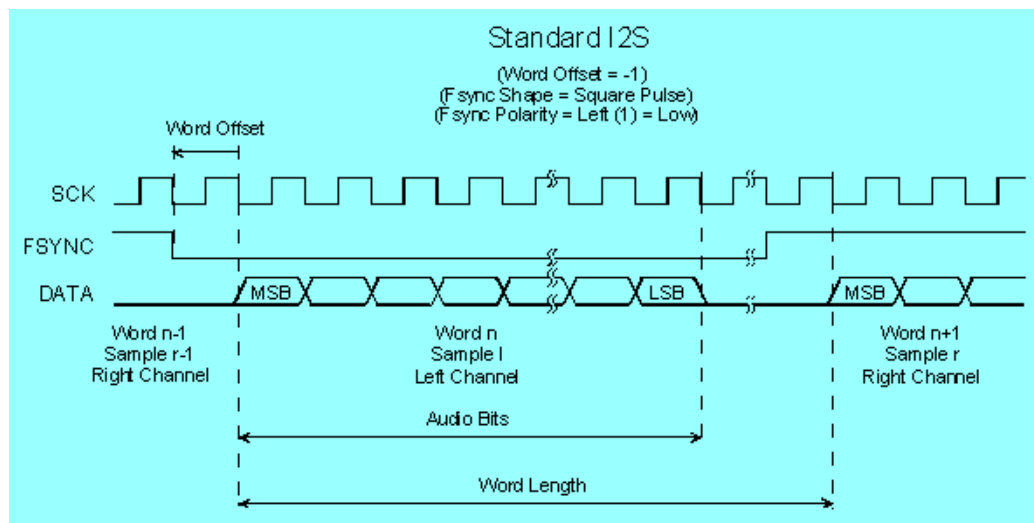 Standard I2S
(Word Offset = -1)
(Fsync Shape = Square Pulse)
(Fsync Polarity = Left (1) = Low)
Word Offset
SCK
FSYNC
DATA
MSB
LSB
MSB
Word n-1
Sample r-1
Right Channel
Word n
Sample l
Left Channel
Word n+1
Sample r
Right Channel
Audio Bits
Word Length